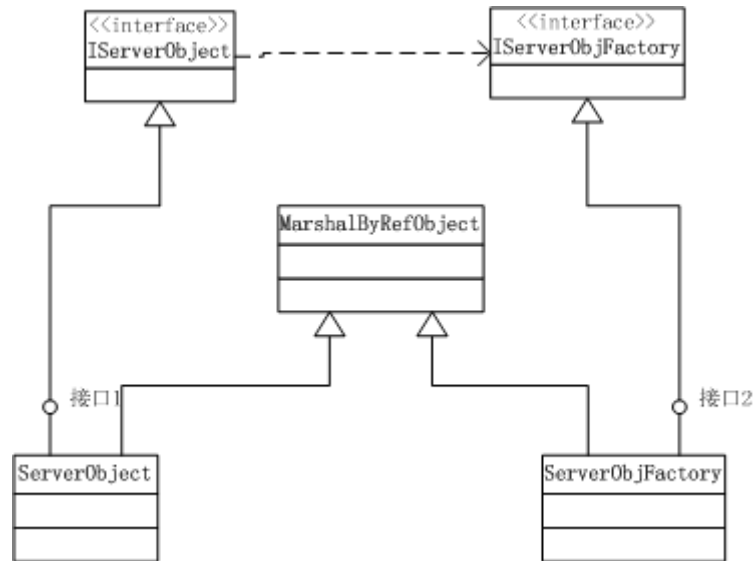 <<interface>>
IServerObject
<<interface>>
IServerObjFactory
MarshalByRefObject
接口1
接口2
ServerObject
ServerObjFactory